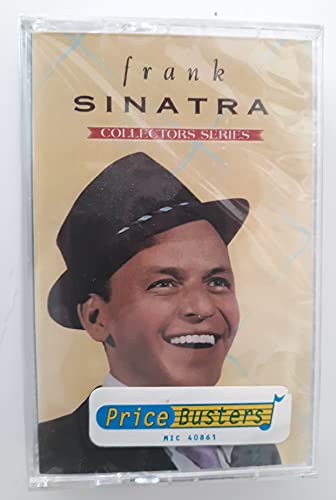 frank
SINATRA
COLLECTORS SERIES
Price Busters
MIC 40861